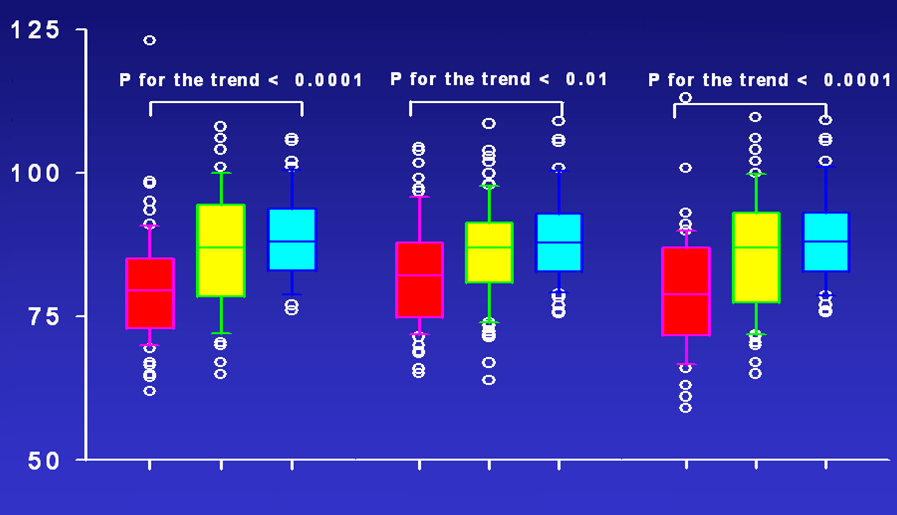 125
P for the trend < 0.0001
P for the trend < 0.01
P for the trend < 0.0001
100
75
50